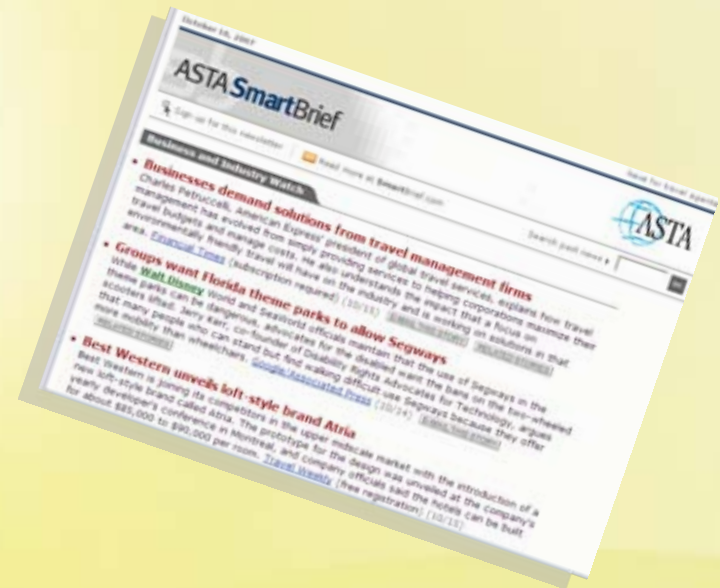 October 16, 2007
News for travel agents
ASTA SmartBrief
ASTA
Sign up for this newsletter
Read more at SmartBrief.com
Search past news
Business and Industry Watch
• Businesses demand solutions from travel management firms
Charles Petruccelli, American Express' president of global travel services, explains how travel
management has evolved from simply providing services to helping corporations maximize their
travel budgets and manage costs. He also understands the impact that a focus on
environmentally friendly travel will have on the industry and is working on solutions in that
area. Financial Times (subscription required) (10/15)
• Groups want Florida theme parks to allow Segways
While Walt Disney World and SeaWorld officials maintain that the use of Segways in the
theme parks can be dangerous, advocates for the disabled want the ban on the two-wheeled
scooters lifted. Jerry Kerr, co-founder of Disability Rights Advocates for Technology, argues
that many people who can stand but find walking difficult use Segways because they offer
more mobility than wheelchairs. Google/Associated Press (10/14)
• Best Western unveils loft-style brand Atria
Best Western is joining its competitors in the upper midscale market with the introduction of a
new loft-style brand called Atria. The prototype for the design was unveiled at the company's
yearly developer's conference in Montreal, and company officials said the hotels can be built
for about $85,000 to $90,000 per room. Travel Weekly (free registration) (10/15)